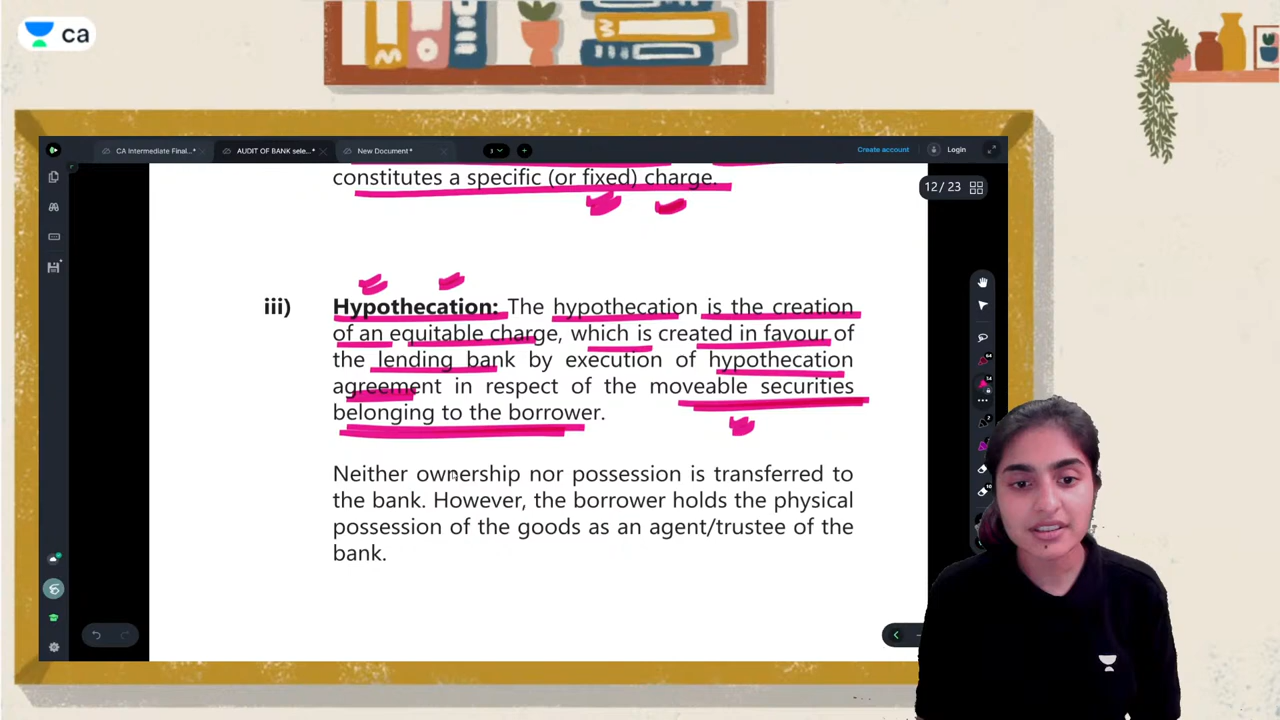 ca
CA Intermediate Final...*
AUDIT OF BANK sele...*
New Document*
3
Create account
Login
12 / 23
constitutes a specific (or fixed) charge.
iii) Hypothecation: The hypothecation is the creation
of an equitable charge, which is created in favour of
the lending bank by execution of hypothecation
agreement in respect of the moveable securities
belonging to the borrower.
Neither ownership nor possession is transferred to
the bank. However, the borrower holds the physical
possession of the goods as an agent/trustee of the
bank.